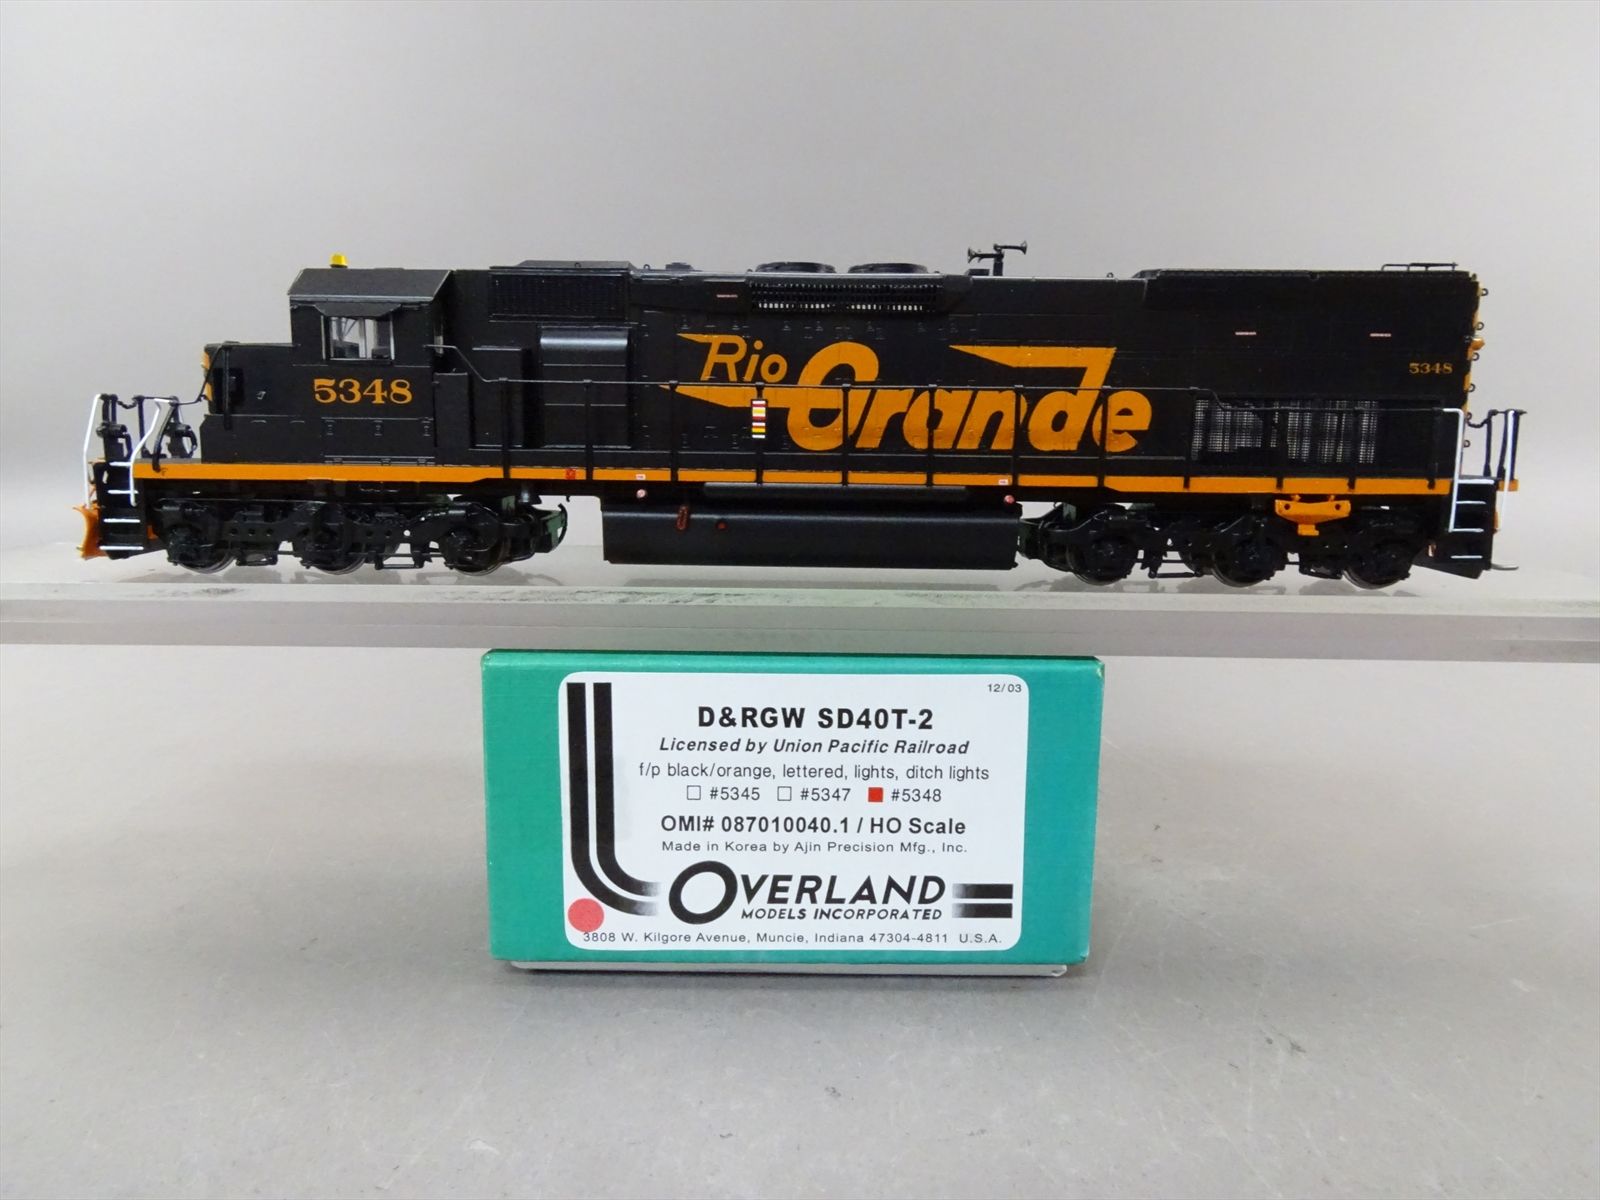 Rio
Grande
5348
5348
12/03
D&RGW SD40T-2
Licensed by Union Pacific Railroad
f/p black/orange, lettered, lights, ditch lights
#5345 #5347 #5348
OMI# 087010040.1 / HO Scale
Made in Korea by Ajin Precision Mfg., Inc.
OVERLAND
MODELS INCORPORATED
3808 W. Kilgore Avenue, Muncie, Indiana 47304-4811 U.S.A.